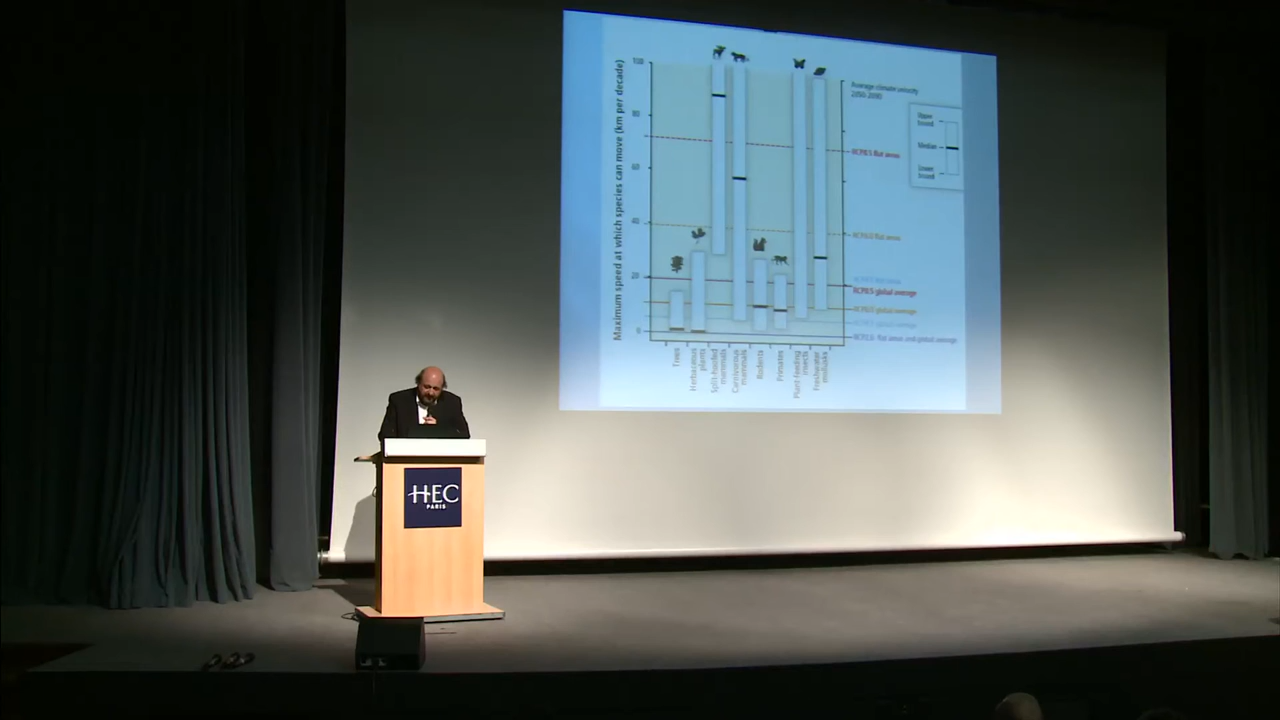 Maximum speed at which species can move (km per decade)
100
80
60
40
20
0
Average climate velocity
2050-2090
Upper
bound
Median
Lower
bound
RCP8.5 flat areas
RCP6.0 flat areas
RCP8.5 global average
RCP6.0 global average
RCP2.6 flat areas and global average
Trees
Herbaceous
plants
Split-hoofed
mammals
Carnivorous
mammals
Rodents
Primates
Plant-feeding
insects
Freshwater
mollusks
HEC
PARIS